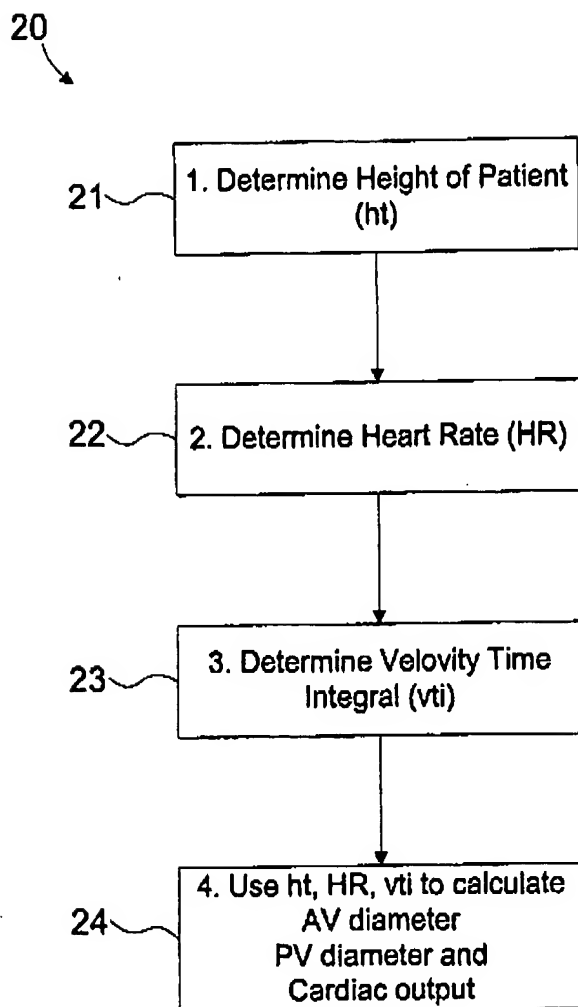 20
21
1. Determine Height of Patient
(ht)
22
2. Determine Heart Rate (HR)
23
3. Determine Velovity Time
Integral (vti)
24
4. Use ht, HR, vti to calculate
AV diameter
PV diameter and
Cardiac output